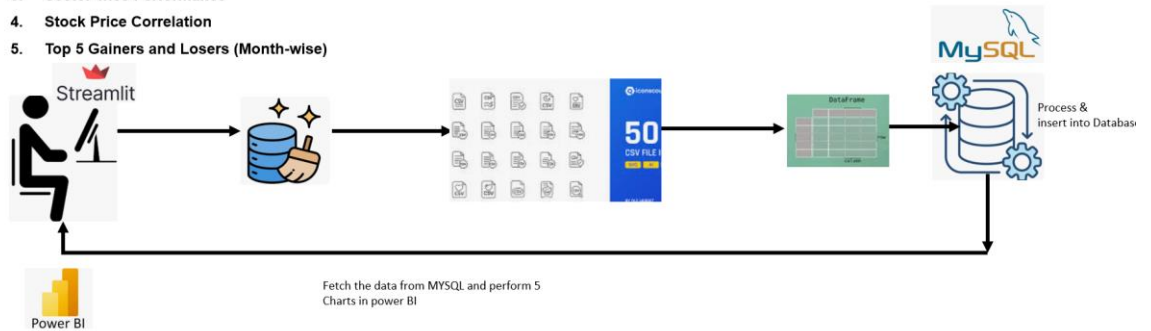 4. Stock Price Correlation
5. Top 5 Gainers and Losers (Month-wise)
MySQL
Streamlit
DataFrame
50
CSV FILE I
Process &
insert into Database
Fetch the data from MYSQL and perform 5
Charts in power BI
Power BI